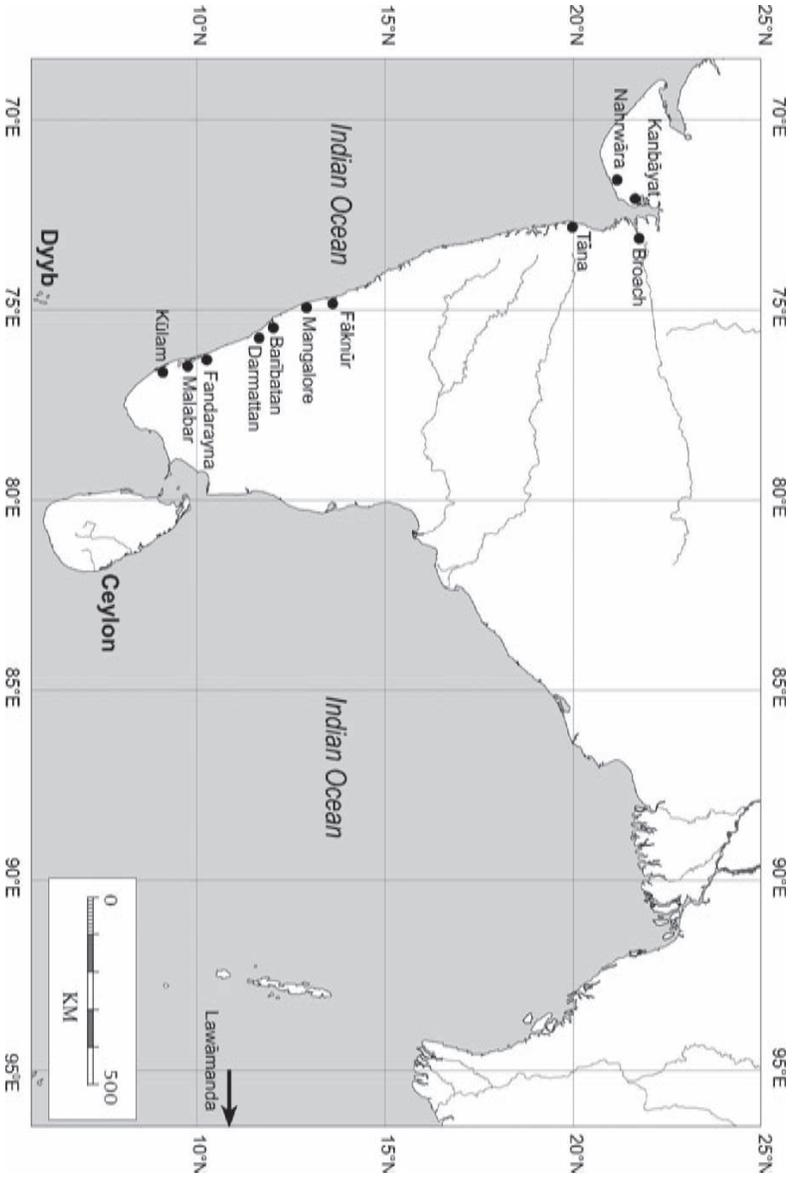 70°E
75°E
80°E
85°E
90°E
95°E
25°N
25°N
20°N
20°N
15°N
15°N
10°N
10°N
70°E
75°E
80°E
85°E
90°E
95°E
Kanbāyat
Nahrwāra
Broach
Tāna
Indian Ocean
Fāknūr
Mangalore
Barībatan
Darmattan
Fandarayna
Malabar
Kūlam
Dyyb
Ceylon
Indian Ocean
Lawāmanda
0 500
KM